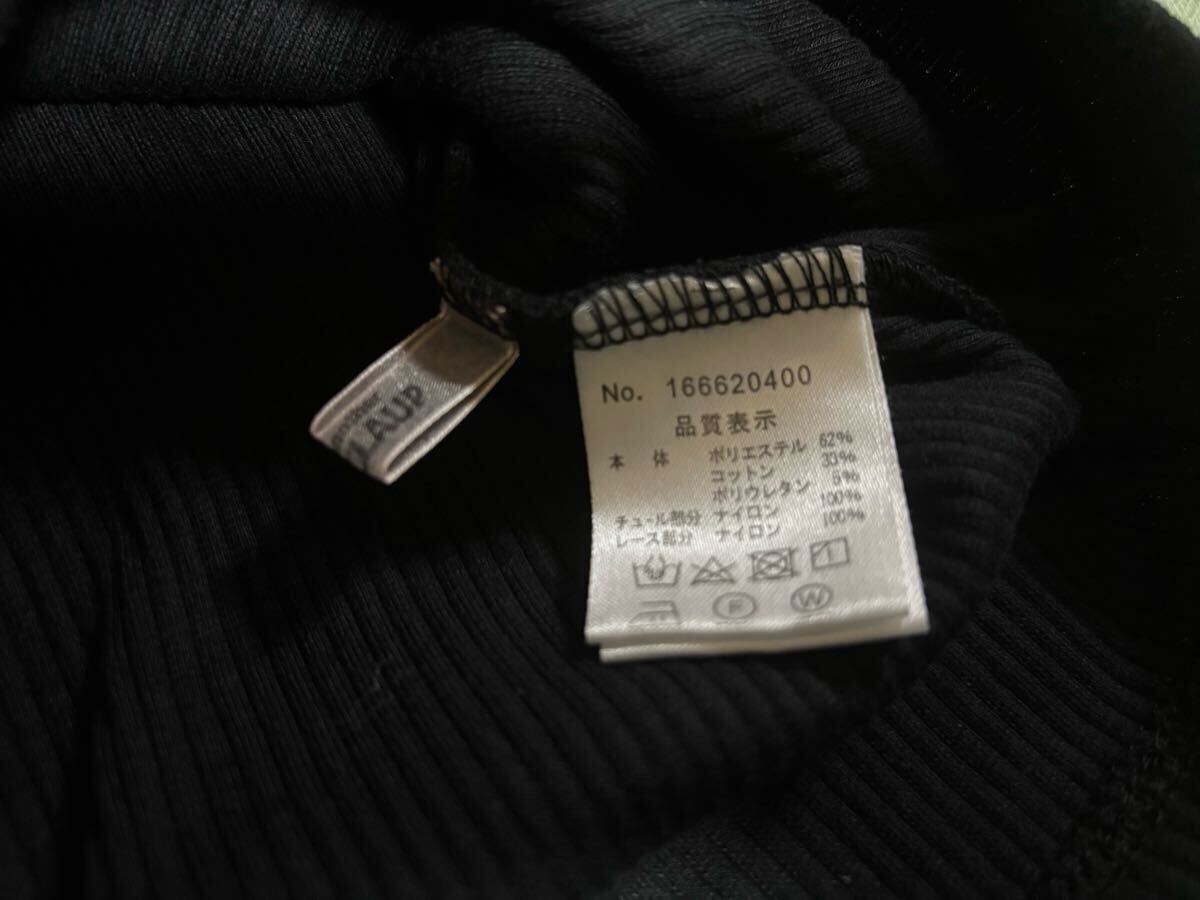 LAUP
No. 166620400
品質表示
本 体 ポリエステル 62%
コットン 33%
ポリウレタン 5%
チュール部分 ナイロン 100%
レース部分 ナイロン 100%
F W